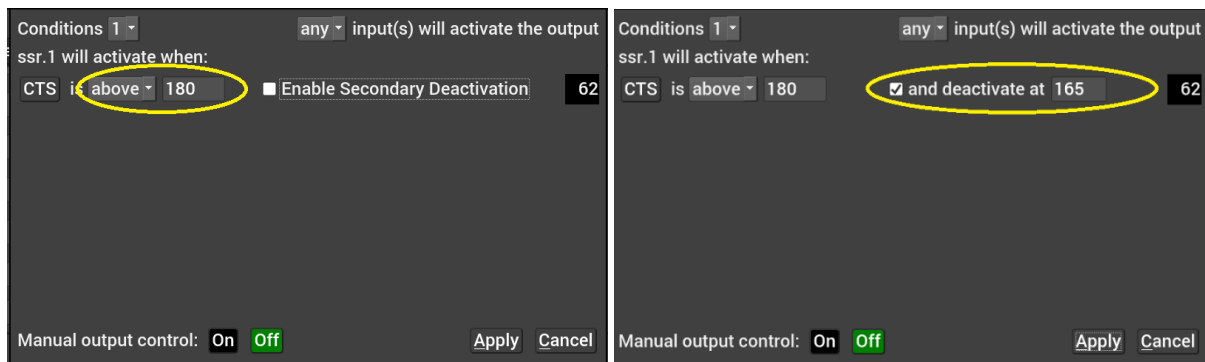 Conditions 1 any input(s) will activate the output
ssr.1 will activate when:
CTS is above 180 Enable Secondary Deactivation 62
Manual output control: On Off Apply Cancel
Conditions 1 any input(s) will activate the output
ssr.1 will activate when:
CTS is above 180 and deactivate at 165 62
Manual output control: On Off Apply Cancel